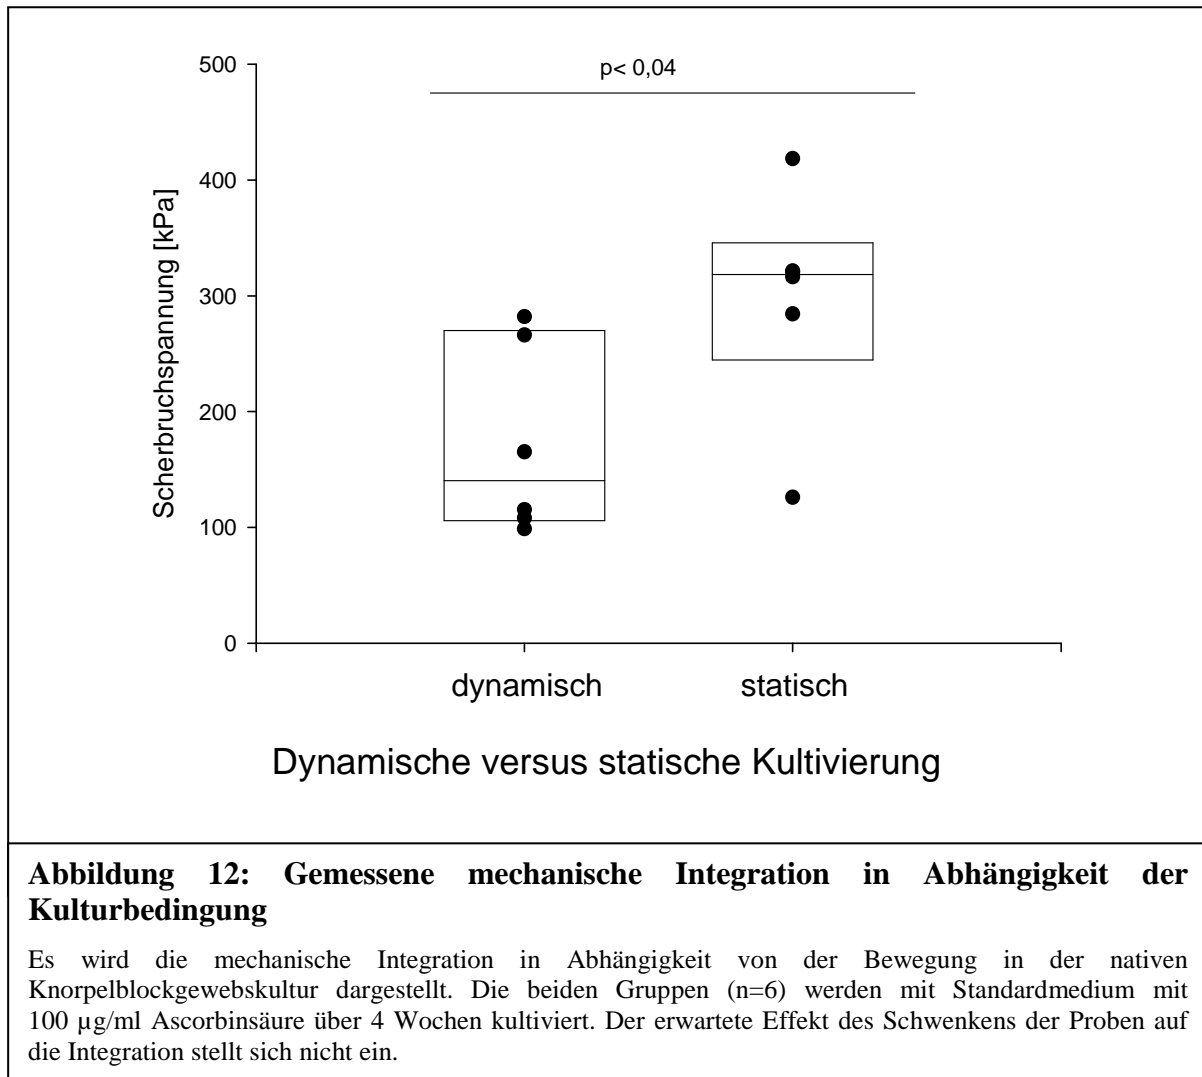 p< 0,04
500
400
300
200
100
0
Scherbruchspannung [kPa]
dynamisch statisch
Dynamische versus statische Kultivierung
Abbildung 12: Gemessene mechanische Integration in Abhängigkeit der
Kulturbedingung
Es wird die mechanische Integration in Abhängigkeit von der Bewegung in der nativen
Knorpelblockgewebskultur dargestellt. Die beiden Gruppen (n=6) werden mit Standardmedium mit
100 µg/ml Ascorbinsäure über 4 Wochen kultiviert. Der erwartete Effekt des Schwenkens der Proben auf
die Integration stellt sich nicht ein.